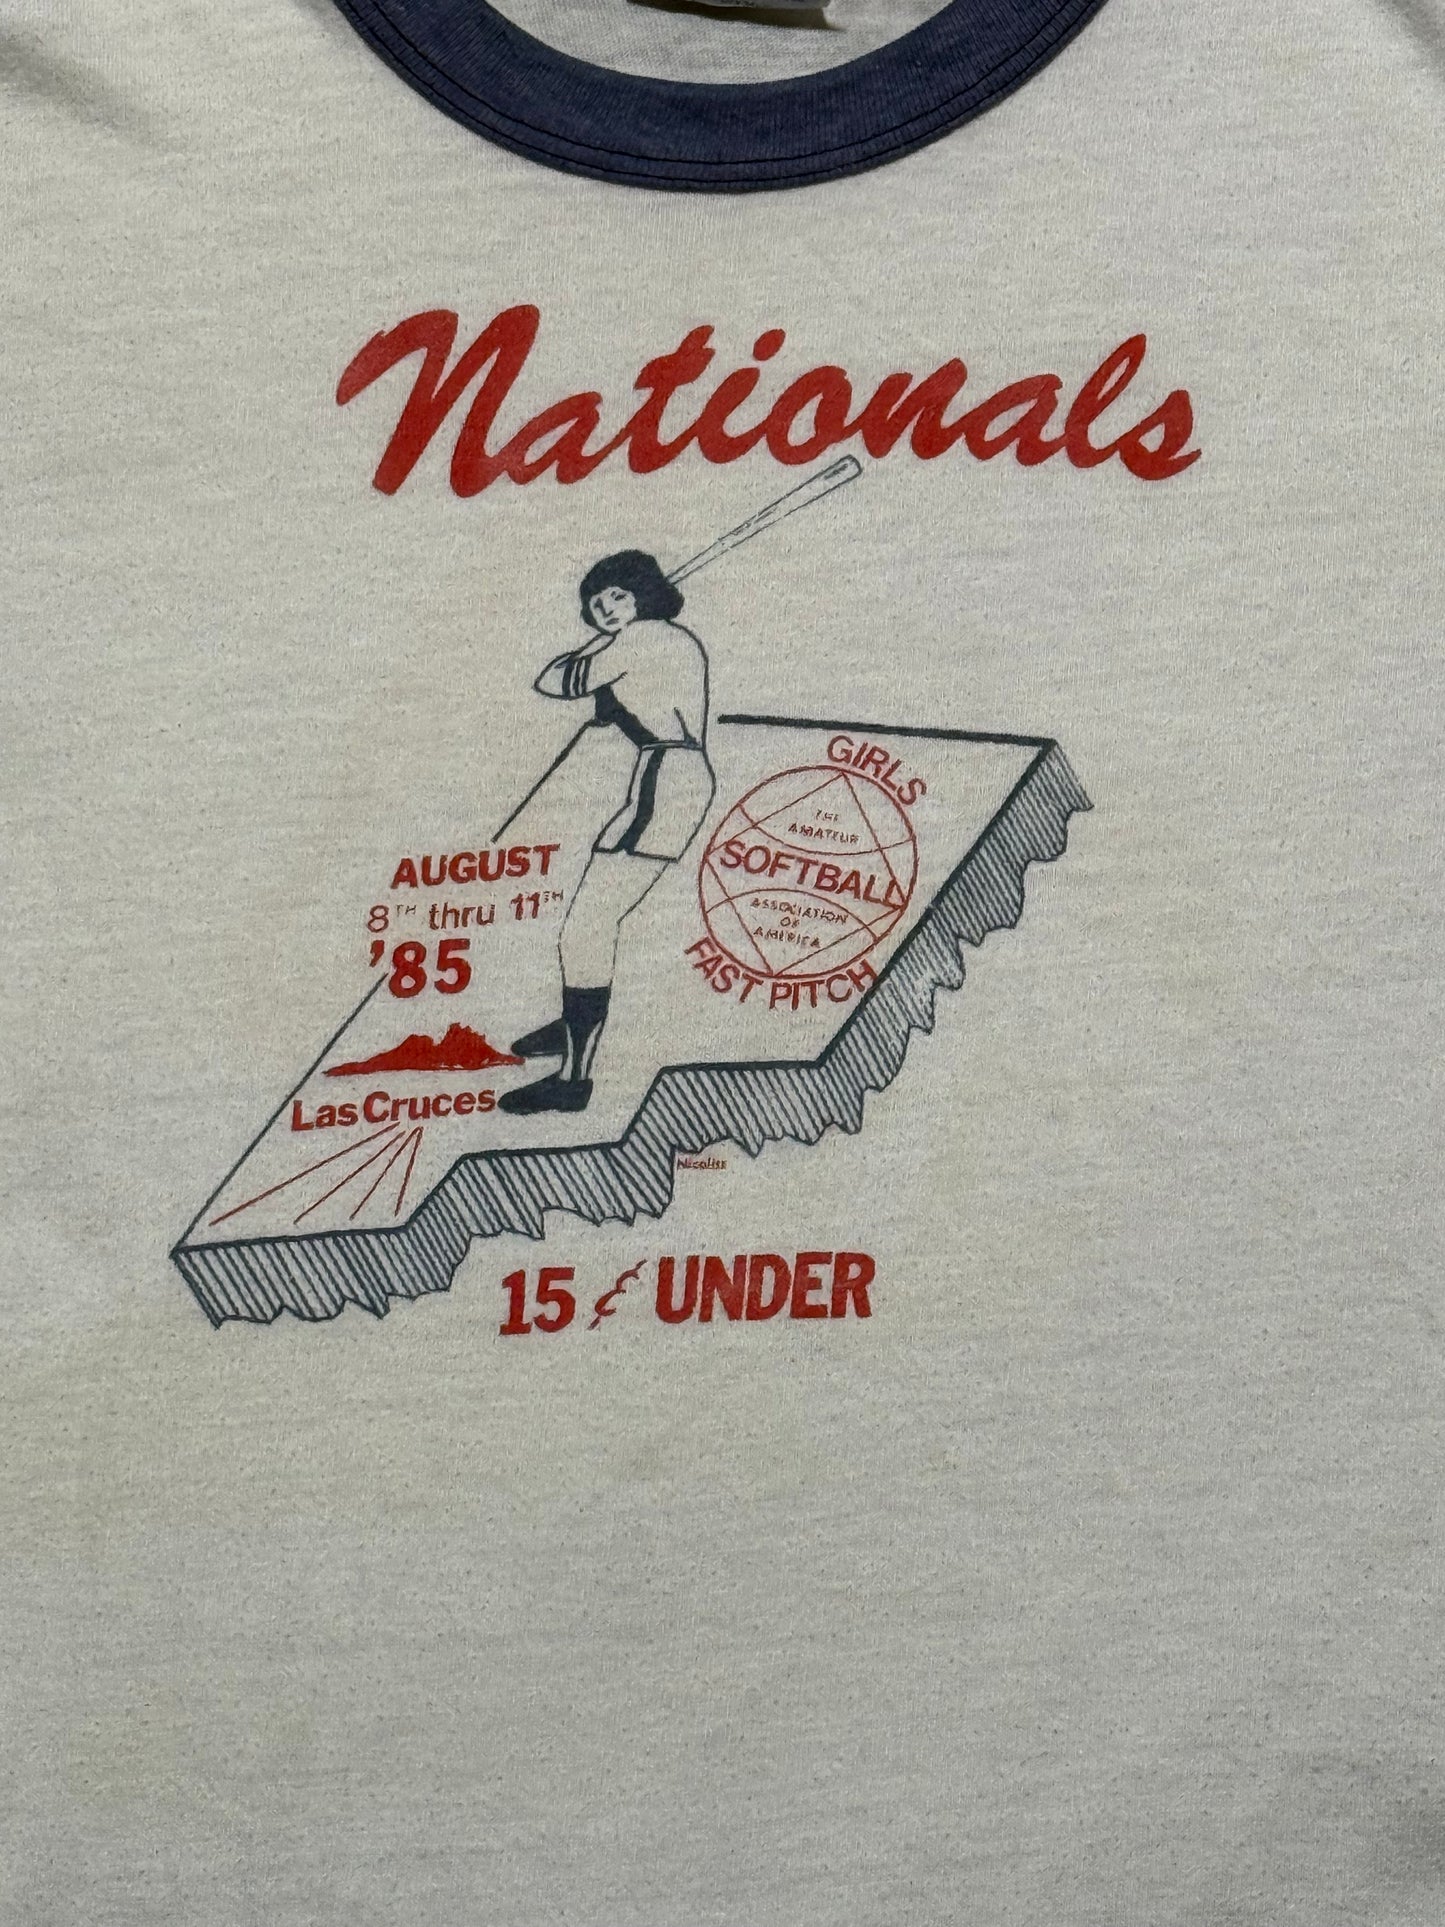 Nationals
GIRLS
THE
AMATEUR
SOFTBALL
ASSOCIATION
OF
AMERICA
FAST PITCH
AUGUST
8TH thru 11TH
'85
Las Cruces
15 & UNDER